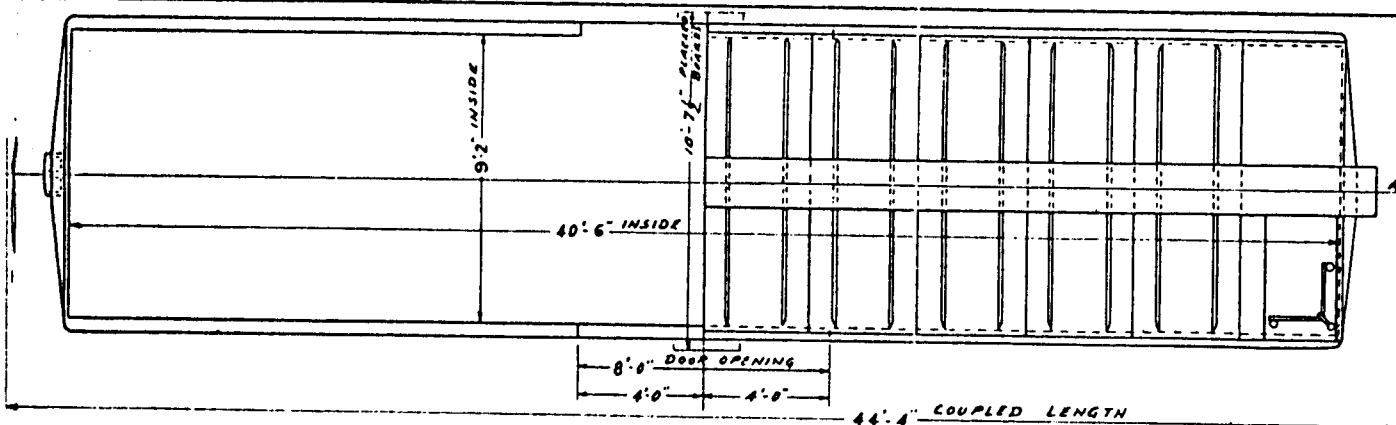 10'-7½" PLACARD
BOARDS
9'2" INSIDE
40'-6" INSIDE
8'-0" DOOR OPENING
4'-0" 4'-0"
44'-4" COUPLED LENGTH
A